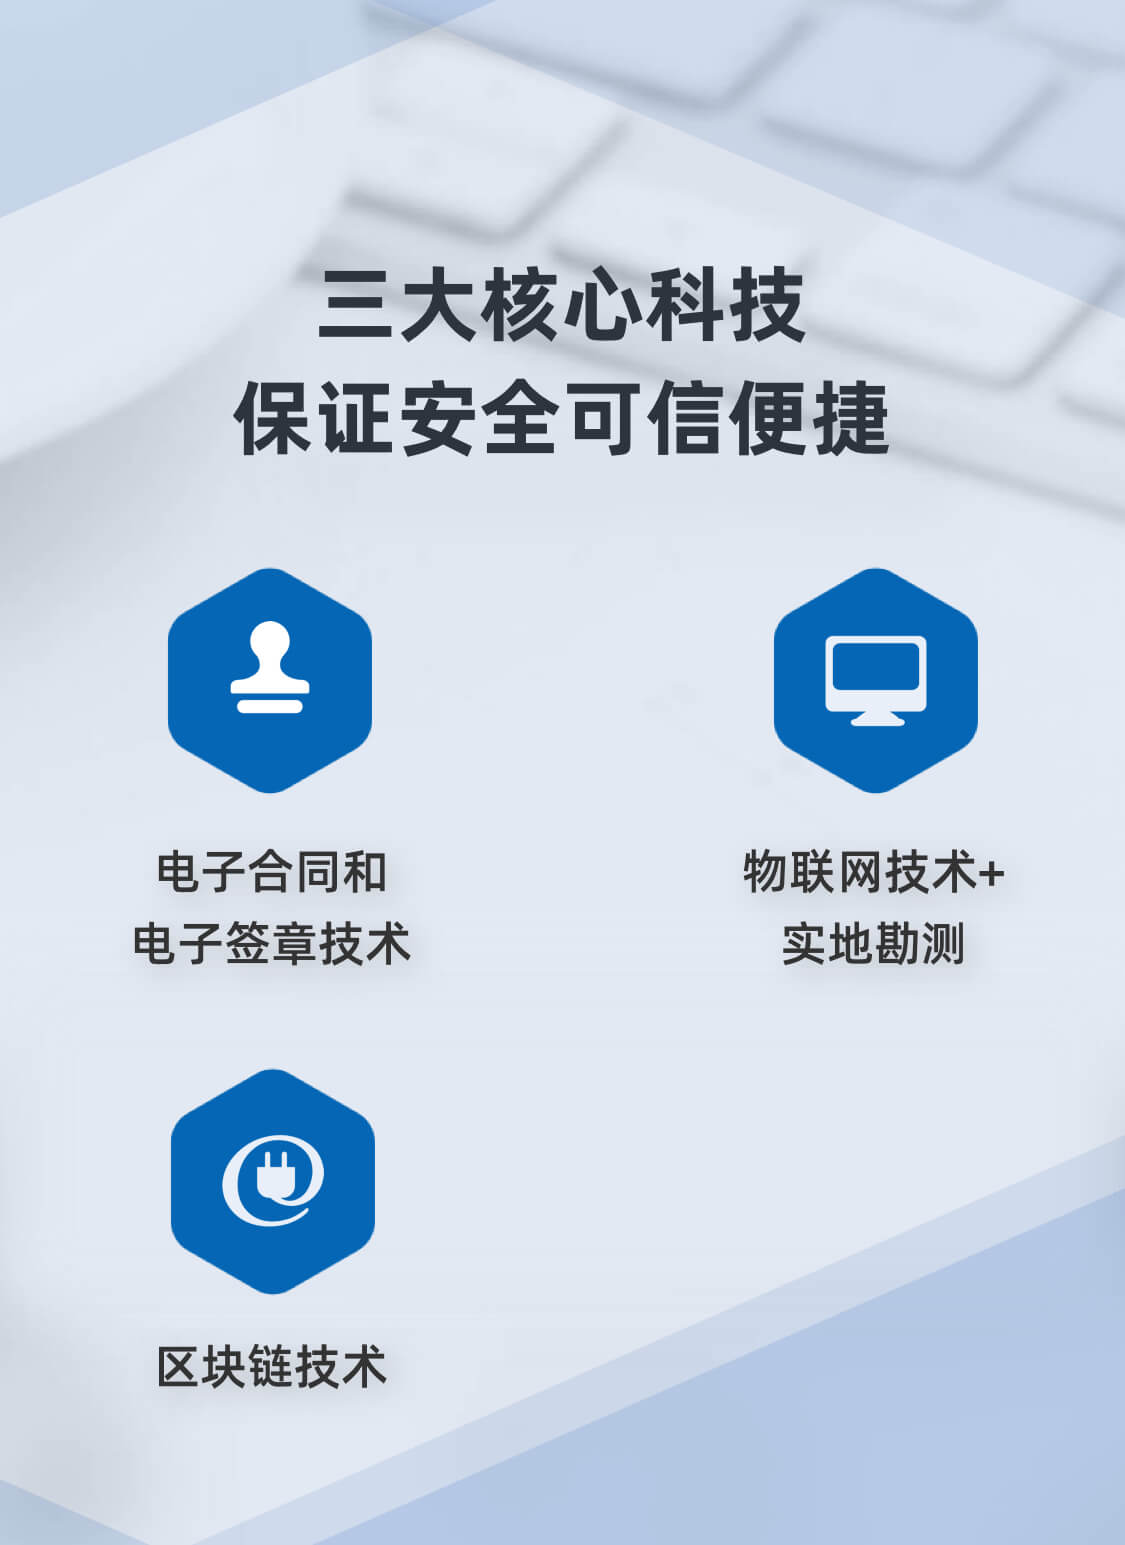 三大核心科技
保证安全可信便捷
电子合同和
电子签章技术
物联网技术+
实地勘测
区块链技术